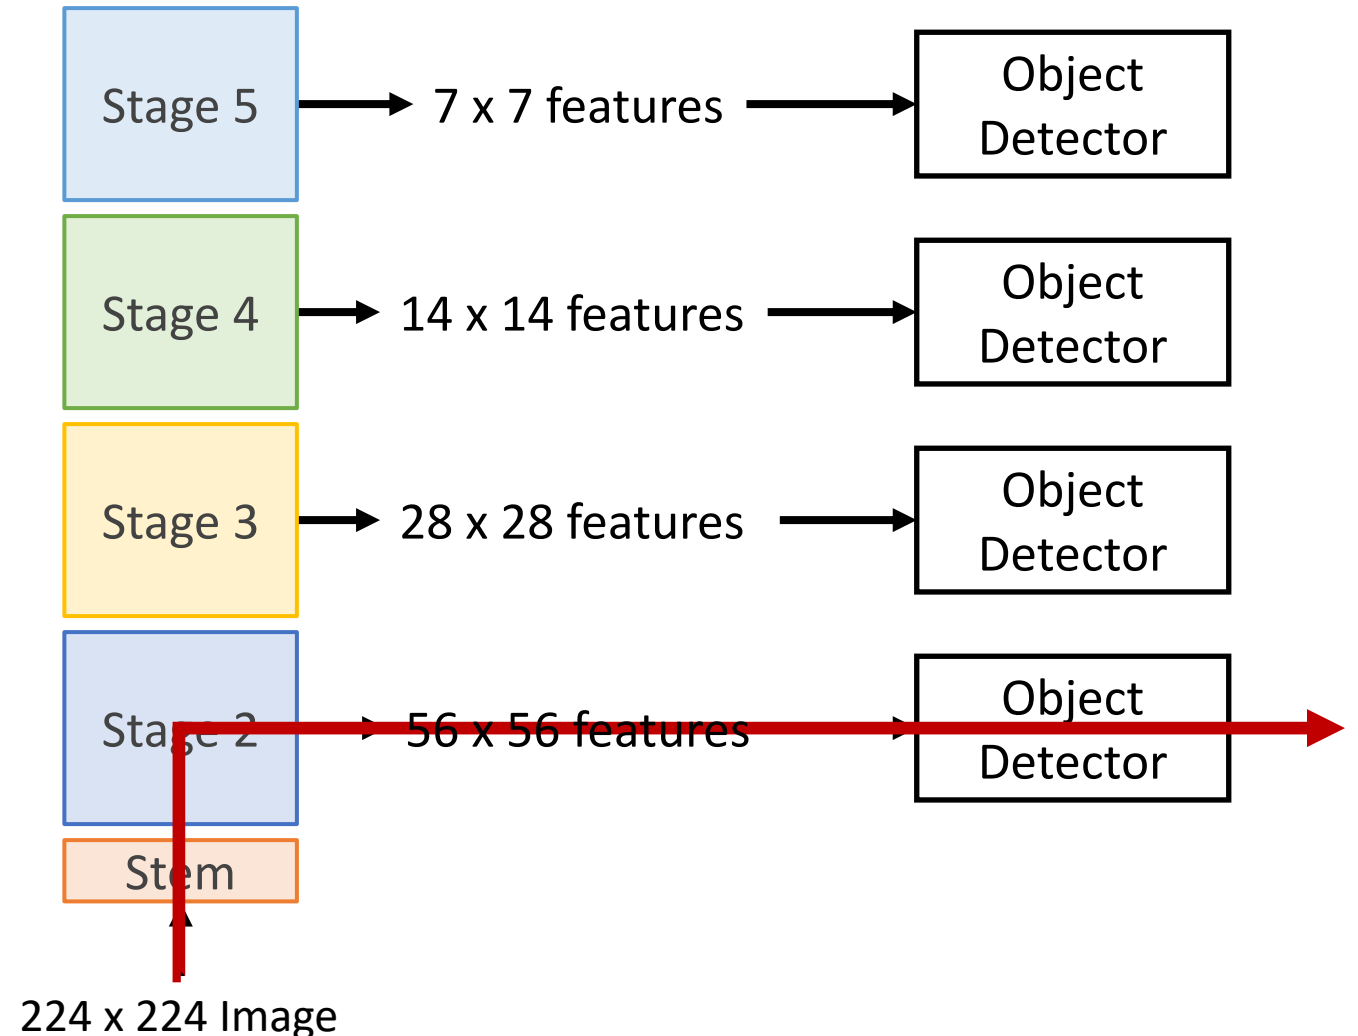 Stage 5
7 x 7 features
Object
Detector
Stage 4
14 x 14 features
Object
Detector
Stage 3
28 x 28 features
Object
Detector
Stage 2
56 x 56 features
Object
Detector
Stem
224 x 224 Image